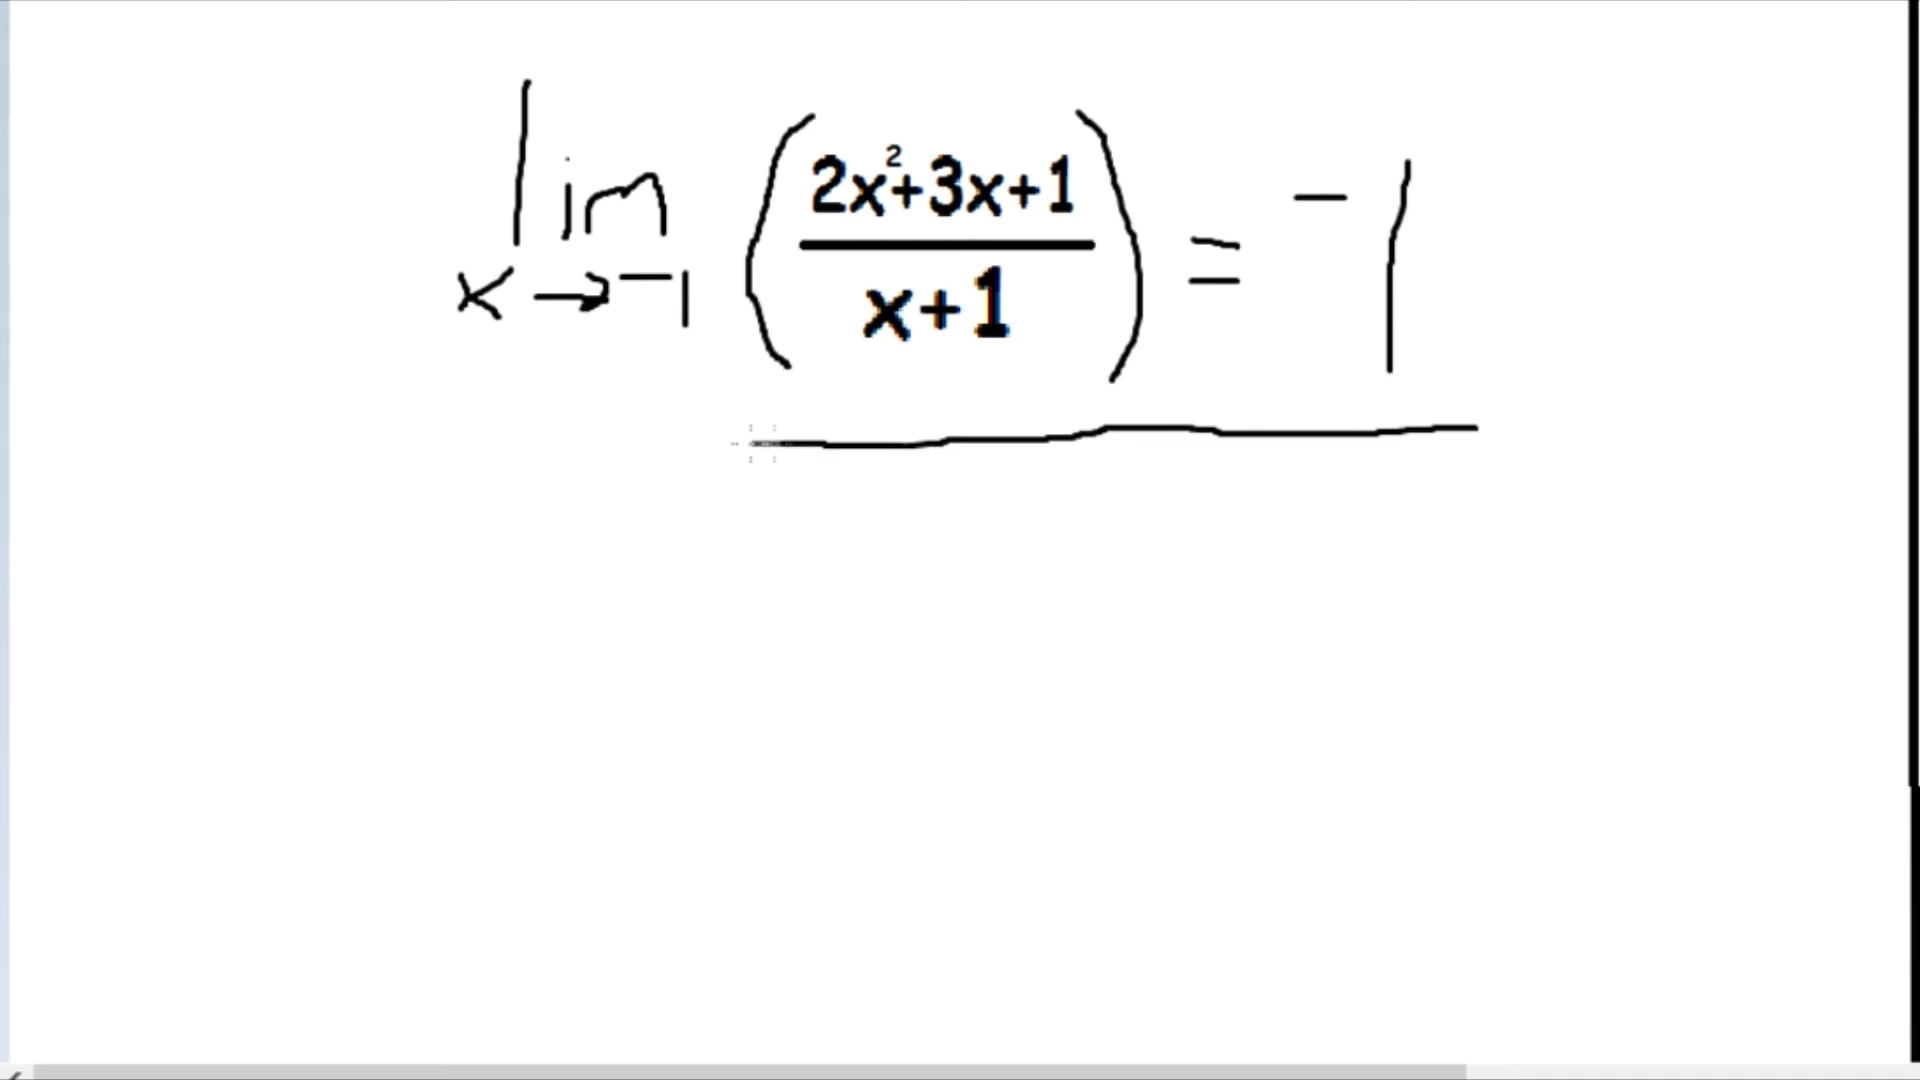 lim (2x²+3x+1 / x+1) = -1
x→-1